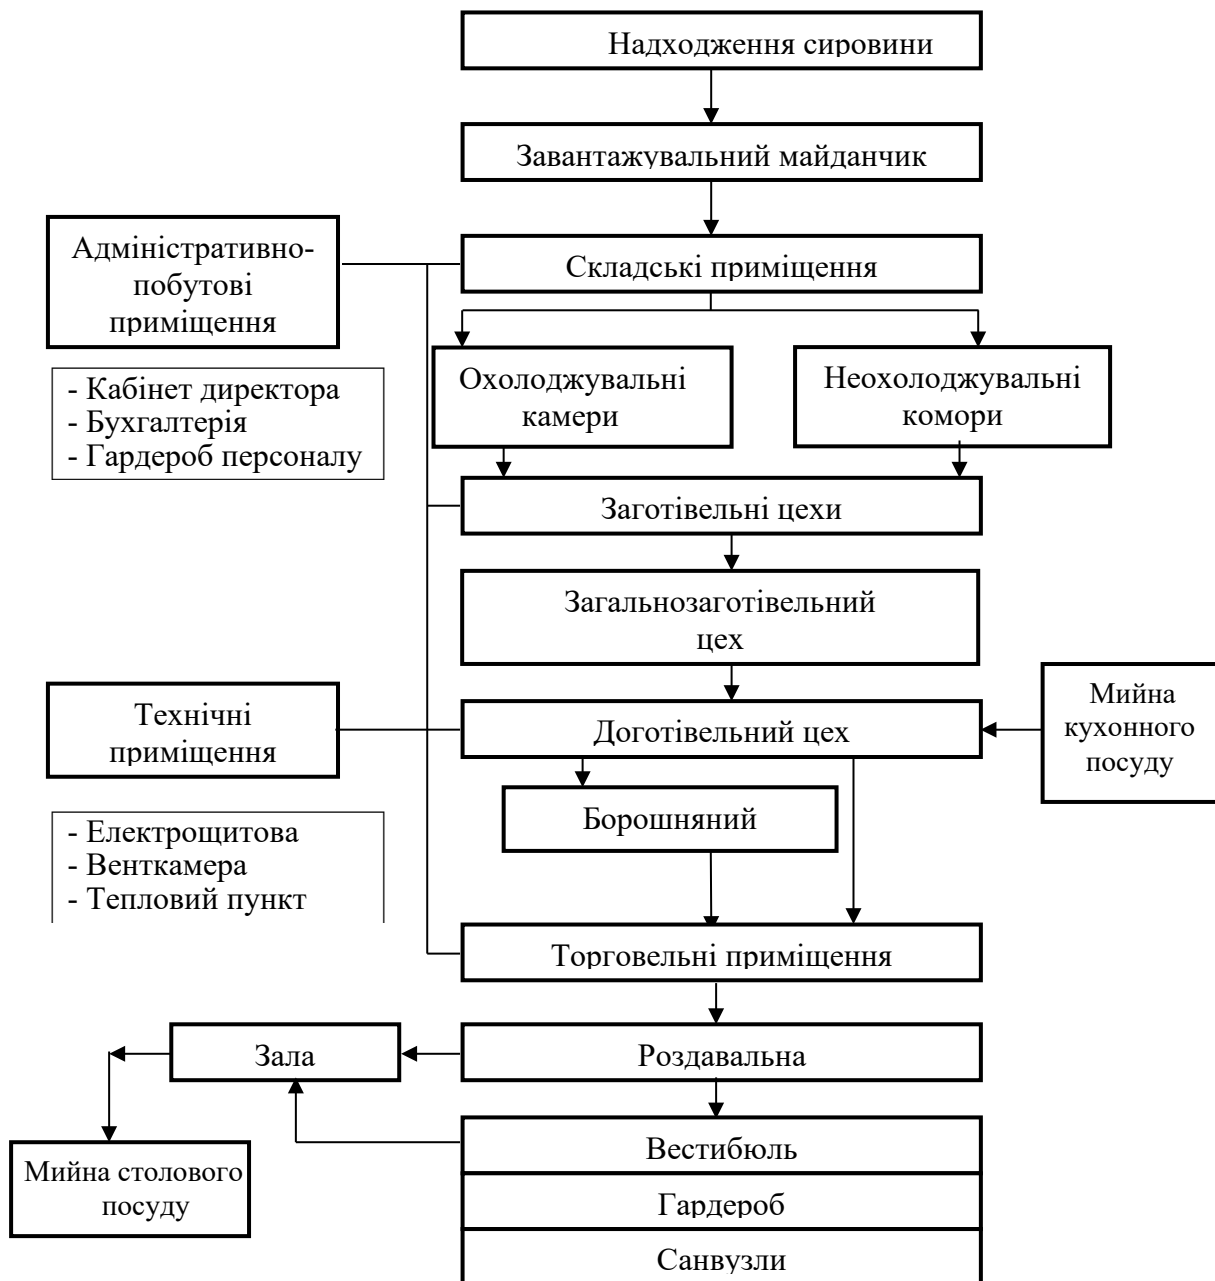 Надходження сировини
Завантажувальний майданчик
Адміністративно-
побутові
приміщення
Складські приміщення
- Кабінет директора
- Бухгалтерія
- Гардероб персоналу
Охолоджувальні
камери
Неохолоджувальні
комори
Заготівельні цехи
Загальнозаготівельний
цех
Технічні
приміщення
Доготівельний цех
Мийна
кухонного
посуду
- Електрощитова
- Венткамера
- Тепловий пункт
Борошняний
Торговельні приміщення
Зала
Роздавальна
Мийна столового
посуду
Вестибюль
Гардероб
Санвузли